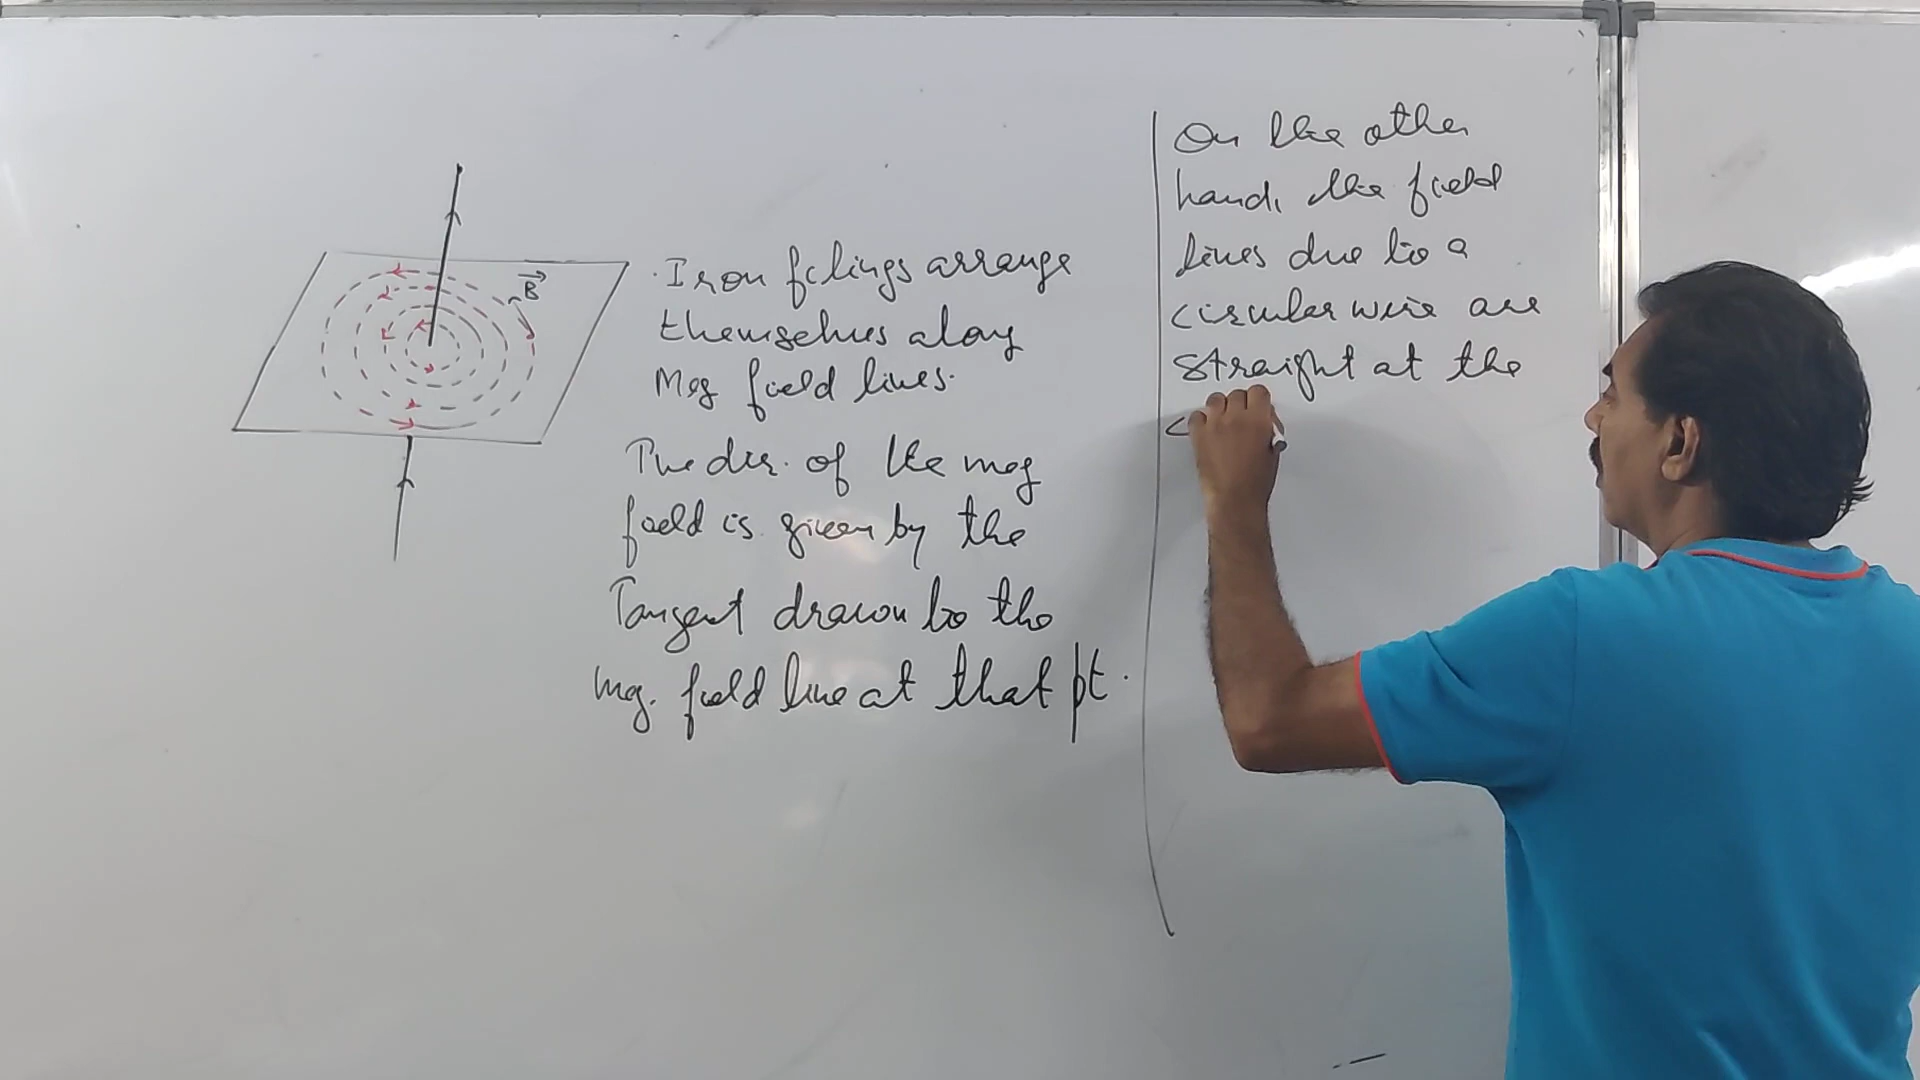 B
Iron filings arrange
themselves along
Mag field lines.
The dir. of the mag
field is given by the
Tangent drawn to the
mag. field line at that pt.
On the other
hand, the field
lines due to a
circular wire are
straight at the
c